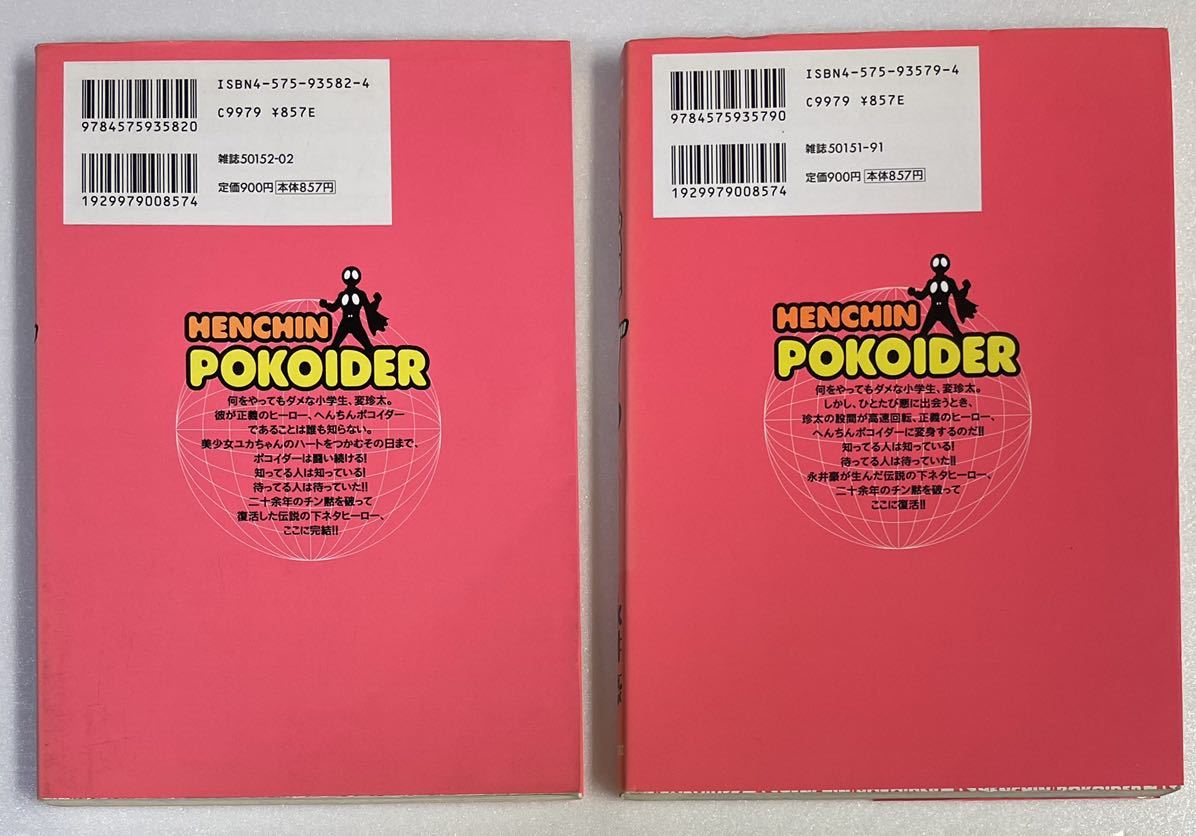 ISBN4-575-93582-4
C9979 ¥857E
9784575935820
雑誌50152-02
定価900円 本体857円
1929979008574
HENCHIN
POKOIDER
何をやってもダメな小学生、変珍太。
彼が正義のヒーロー、へんちんポコイダー
であることは誰も知らない。
美少女ユカちゃんのハートをつかむその日まで、
ポコイダーは闘い続ける!
知ってる人は知っている!
待ってる人は待っていた!!
二十余年のチン黙を破って
復活した伝説の下ネタヒーロー、
ここに完結!!
ISBN4-575-93579-4
C9979 ¥857E
9784575935790
雑誌50151-91
定価900円 本体857円
1929979008574
HENCHIN
POKOIDER
何をやってもダメな小学生、変珍太。
しかし、ひとたび悪に出会うとき、
珍太の股間が高速回転、正義のヒーロー、
へんちんポコイダーに変身するのだ!!
知ってる人は知っている!
待ってる人は待っていた!!
永井豪が生んだ伝説の下ネタヒーロー、
二十余年のチン黙を破って
ここに復活!!